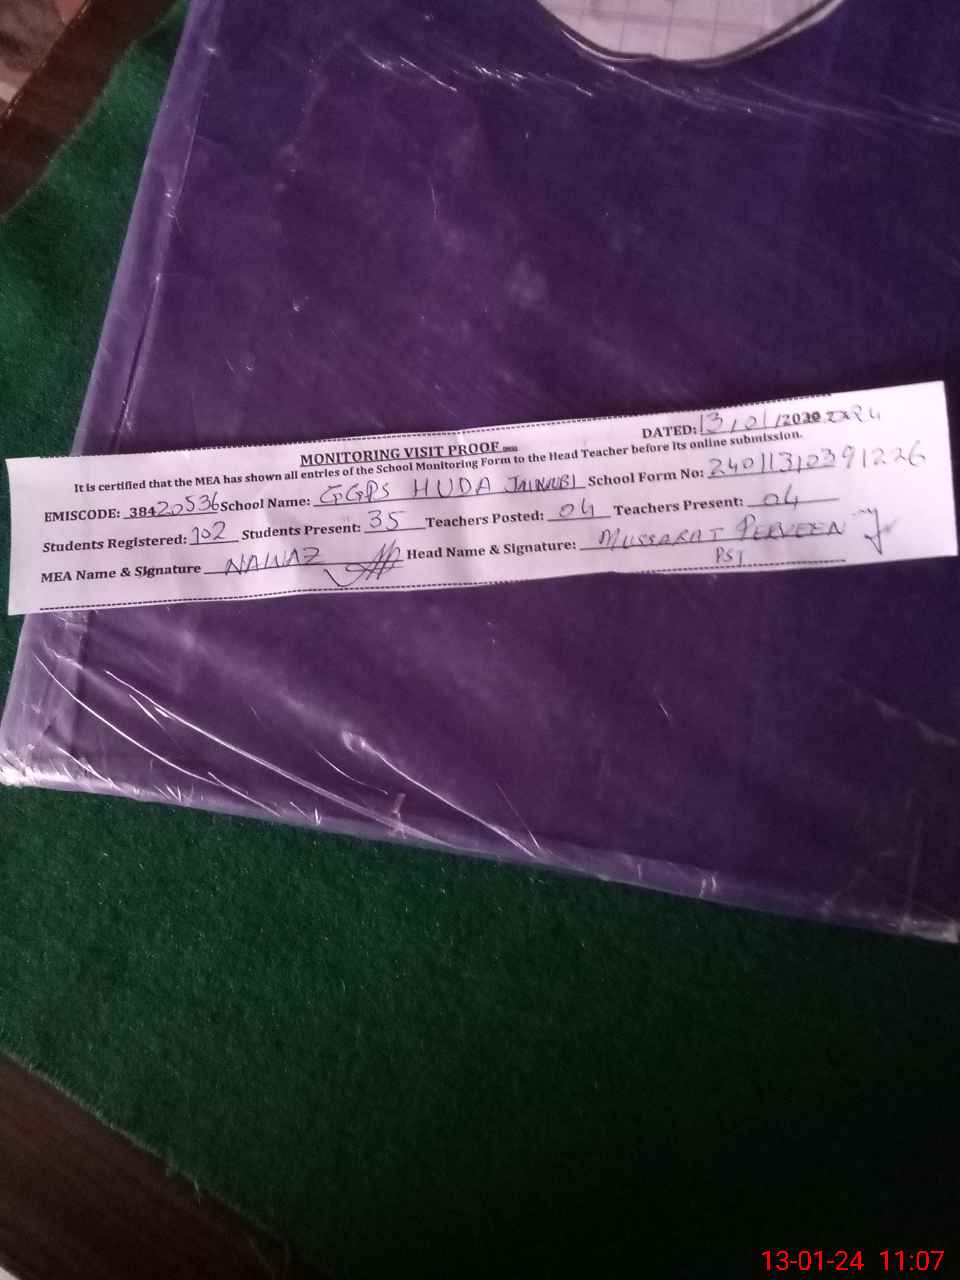 MONITORING VISIT PROOF
DATED: 13/01/2020 2024
It is certified that the MEA has shown all entries of the School Monitoring Form to the Head Teacher before its online submission.
EMISCODE: 38420536 School Name: GGPS HUDA JANUBI School Form No: 24011310391226
Students Registered: 102 Students Present: 35 Teachers Posted: 04 Teachers Present: 04
MEA Name & Signature NAWAZ Head Name & Signature: MUSSARAT PERVEEN
PST
13-01-24 11:07